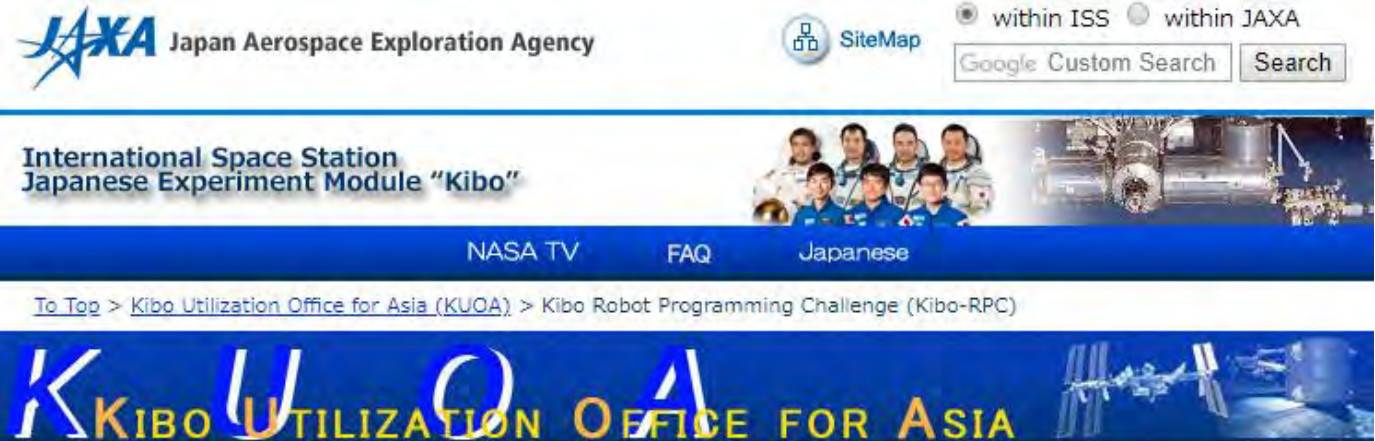 JAXA Japan Aerospace Exploration Agency
SiteMap
within ISS within JAXA
Google Custom Search Search
International Space Station
Japanese Experiment Module “Kibo”
NASA TV FAQ Japanese
To Top > Kibo Utilization Office for Asia (KUOA) > Kibo Robot Programming Challenge (Kibo-RPC)
K U O A
KIBO UTILIZATION OFFICE FOR ASIA